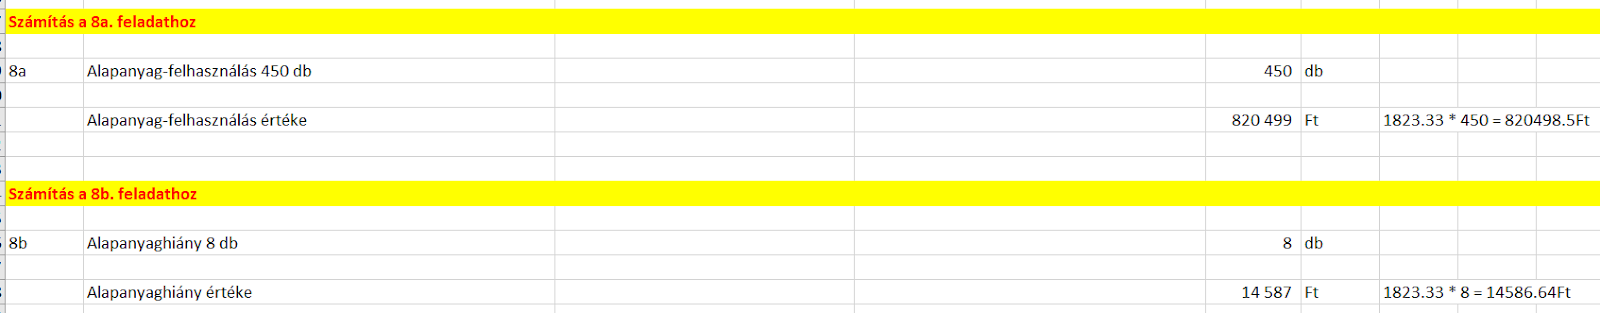 Számítás a 8a. feladathoz
8a Alapanyag-felhasználás 450 db 450 db
Alapanyag-felhasználás értéke 820 499 Ft 1823.33 * 450 = 820498.5Ft
Számítás a 8b. feladathoz
8b Alapanyaghiány 8 db 8 db
Alapanyaghiány értéke 14 587 Ft 1823.33 * 8 = 14586.64Ft